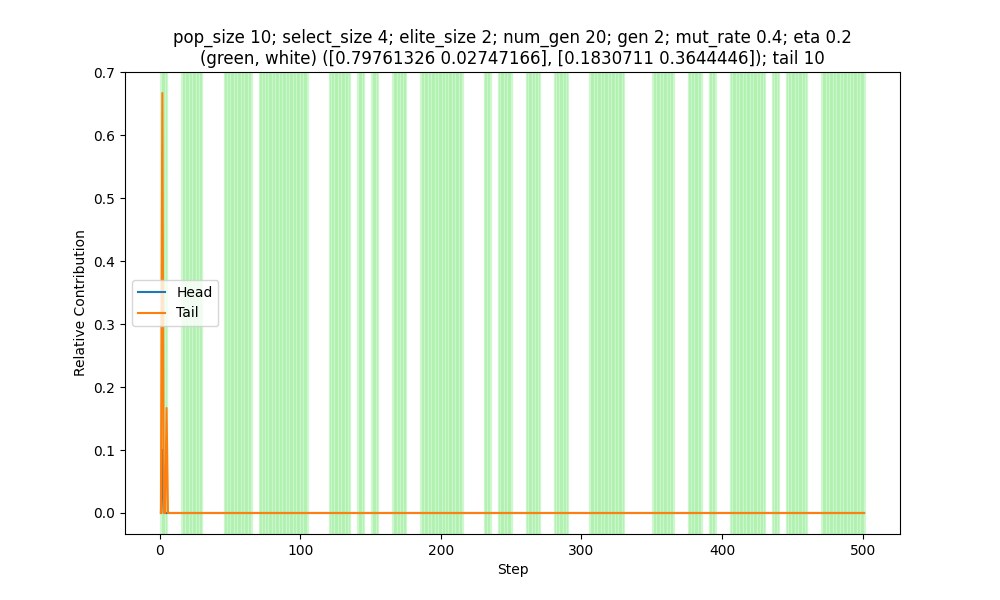 pop_size 10; select_size 4; elite_size 2; num_gen 20; gen 2; mut_rate 0.4; eta 0.2
(green, white) ([0.79761326 0.02747166], [0.1830711 0.3644446]); tail 10
0.7
0.6
0.5
0.4
0.3
0.2
0.1
0.0
Relative Contribution
Head
Tail
0
100
200
300
400
500
Step